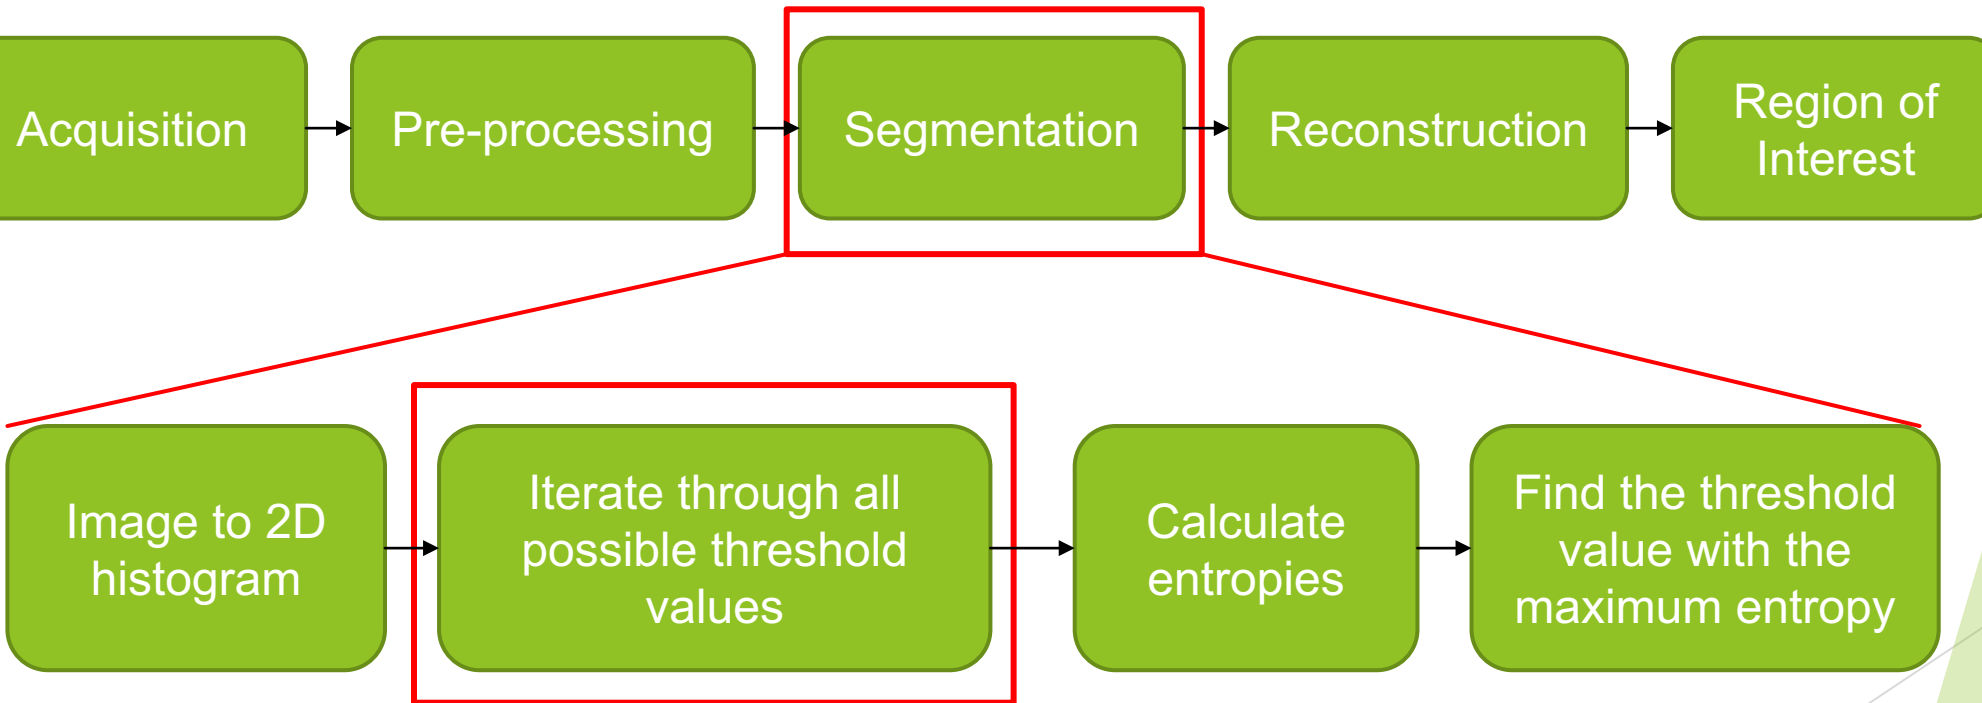 Acquisition
Pre-processing
Segmentation
Reconstruction
Region of
Interest
Image to 2D
histogram
Iterate through all
possible threshold
values
Calculate
entropies
Find the threshold
value with the
maximum entropy